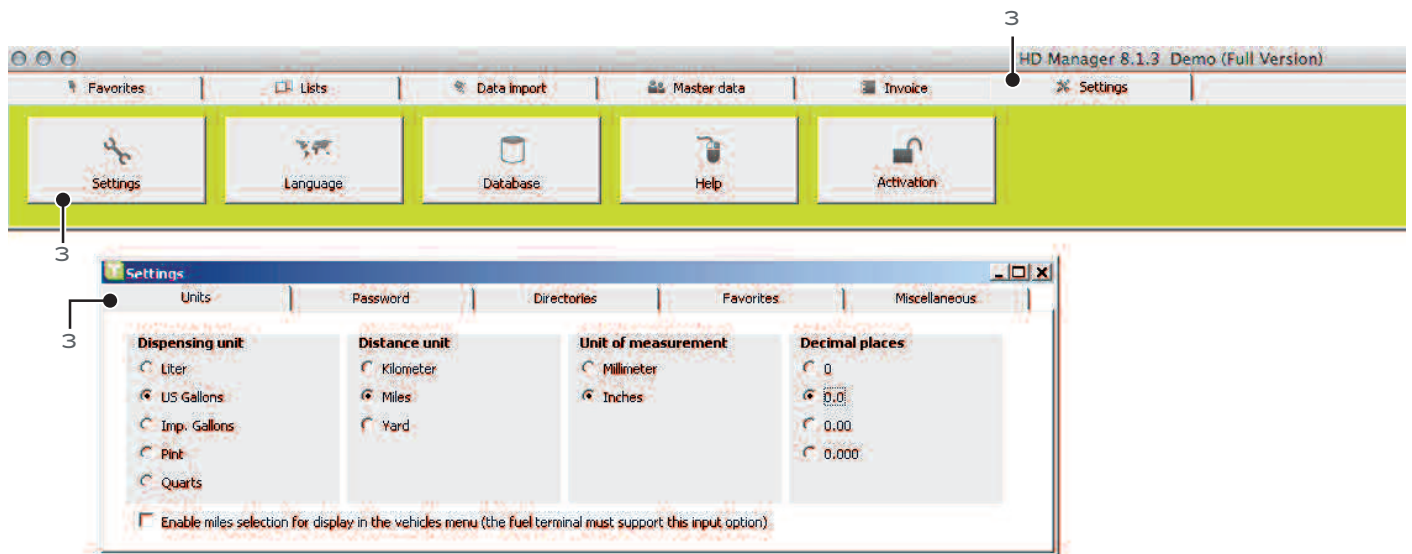 3
HD Manager 8.1.3 Demo (Full Version)
Favorites Lists Data import Master data Invoice Settings
Settings Language Database Help Activation
3
Settings
Units Password Directories Favorites Miscellaneous
3
Dispensing unit Distance unit Unit of measurement Decimal places
Liter Kilometer Millimeter 0
US Gallons Miles Inches 0.0
Imp. Gallons Yard 0.00
Pint 0.000
Quarts
Enable miles selection for display in the vehicles menu (the fuel terminal must support this input option)